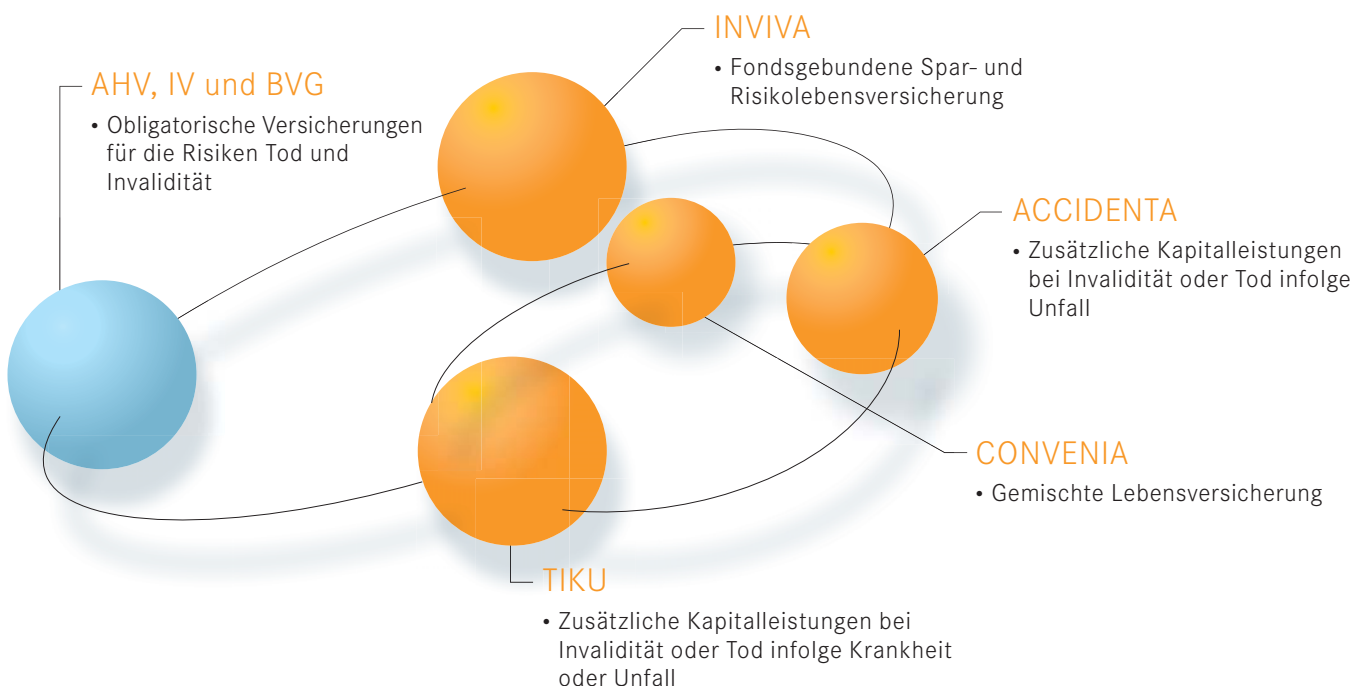 AHV, IV und BVG
• Obligatorische Versicherungen
für die Risiken Tod und
Invalidität
INVIVA
• Fondsgebundene Spar- und
Risikolebensversicherung
ACCIDENTA
• Zusätzliche Kapitalleistungen
bei Invalidität oder Tod infolge
Unfall
CONVENIA
• Gemischte Lebensversicherung
TIKU
• Zusätzliche Kapitalleistungen bei
Invalidität oder Tod infolge Krankheit
oder Unfall